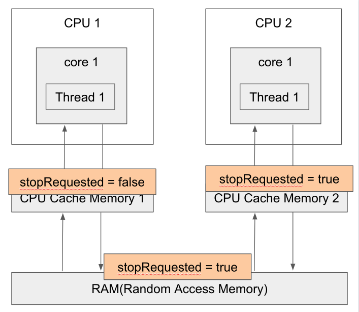 CPU 1
CPU 2
core 1
core 1
Thread 1
Thread 1
stopRequested = false
stopRequested = true
CPU Cache Memory 1
CPU Cache Memory 2
stopRequested = true
RAM(Random Access Memory)